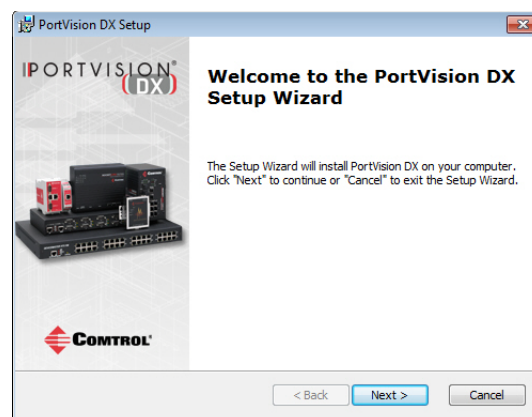 PortVision DX Setup
PORTVISION®
(DX)
Welcome to the PortVision DX
Setup Wizard
The Setup Wizard will install PortVision DX on your computer.
Click "Next" to continue or "Cancel" to exit the Setup Wizard.
COMTROL®
< Back
Next >
Cancel